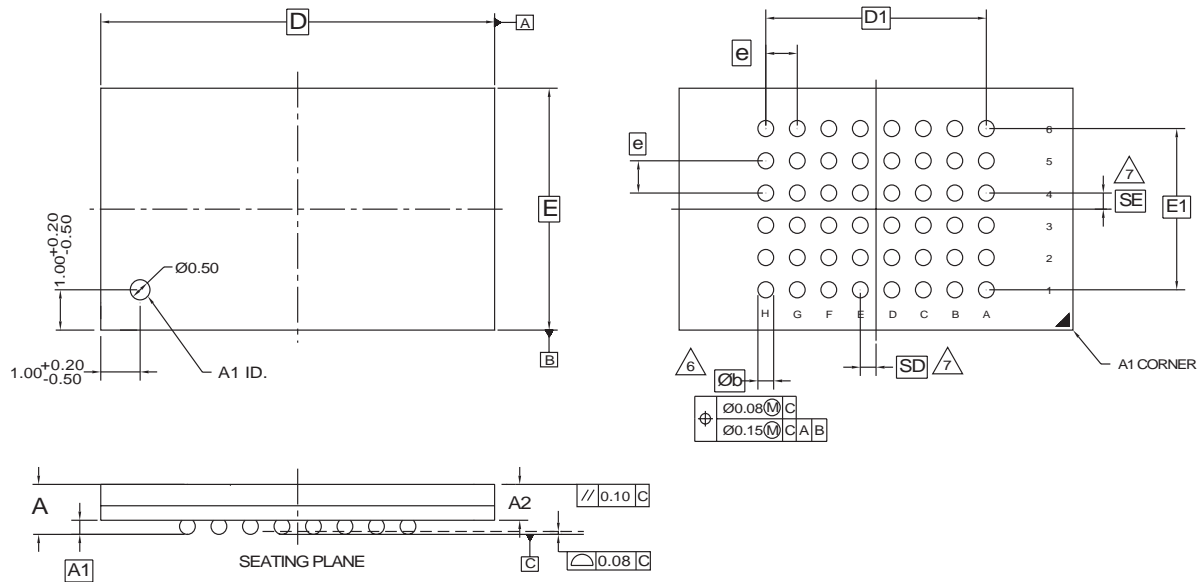 D
A
E
1.00+0.20
-0.50
Ø0.50
B
1.00+0.20
-0.50
A1 ID.
D1
e
e
6
5
4
3
2
1
7
SE
E1
H G F E D C B A
6
Øb
SD
7
A1 CORNER
Ø0.08Ⓜ C
Ø0.15Ⓜ C A B
A
A2
// 0.10 C
A1
SEATING PLANE
C
0.08 C